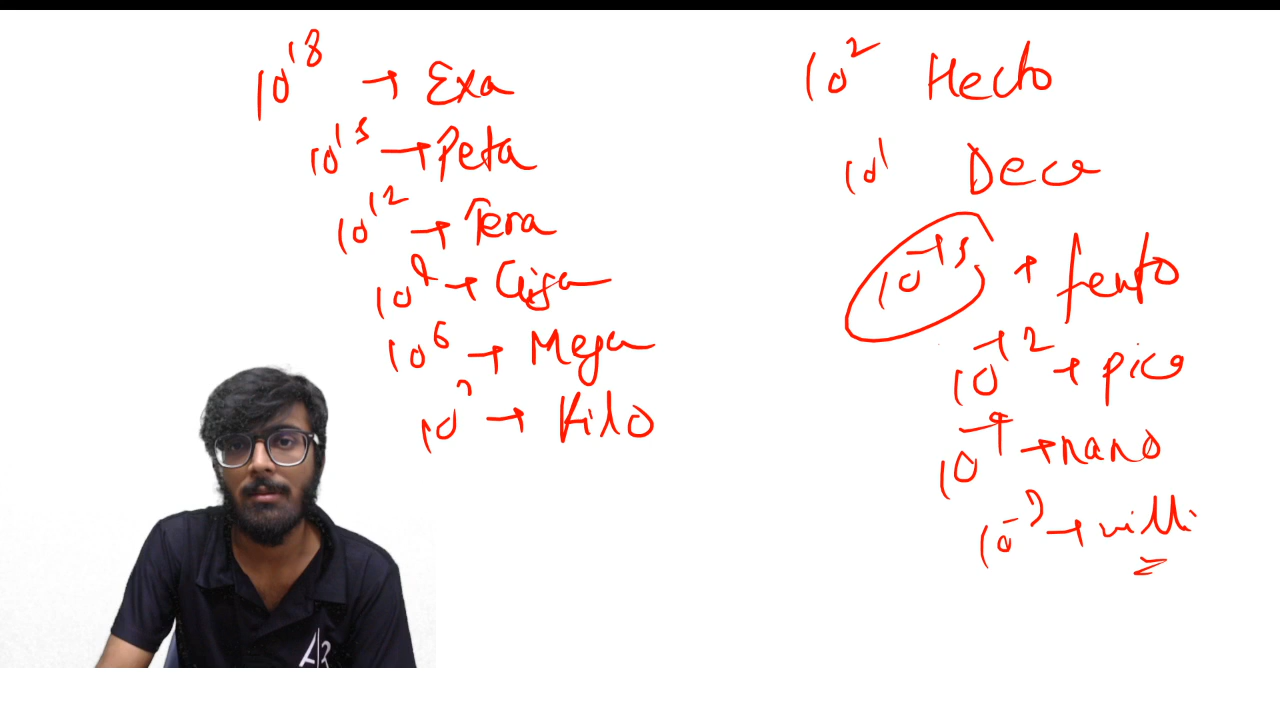 10^18 → Exa
10^15 → Peta
10^12 → Tera
10^9 → Giga
10^6 → Mega
10^3 → Kilo
10^2 Hecto
10^1 Deca
10^-15 → femto
10^-12 → pico
10^-9 → nano
10^-3 → milli